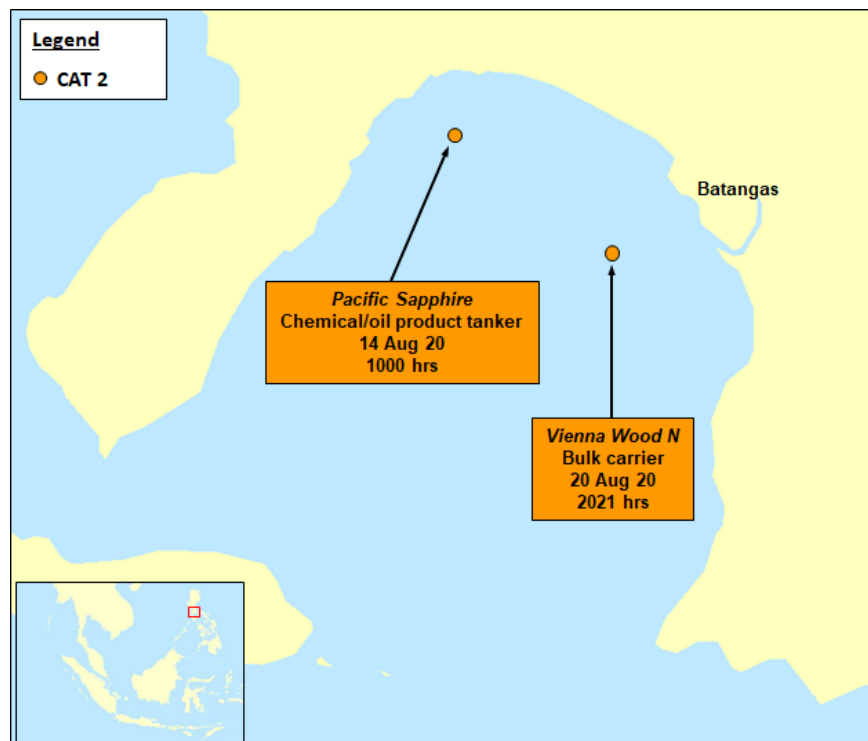 Legend
CAT 2
Batangas
Pacific Sapphire
Chemical/oil product tanker
14 Aug 20
1000 hrs
Vienna Wood N
Bulk carrier
20 Aug 20
2021 hrs